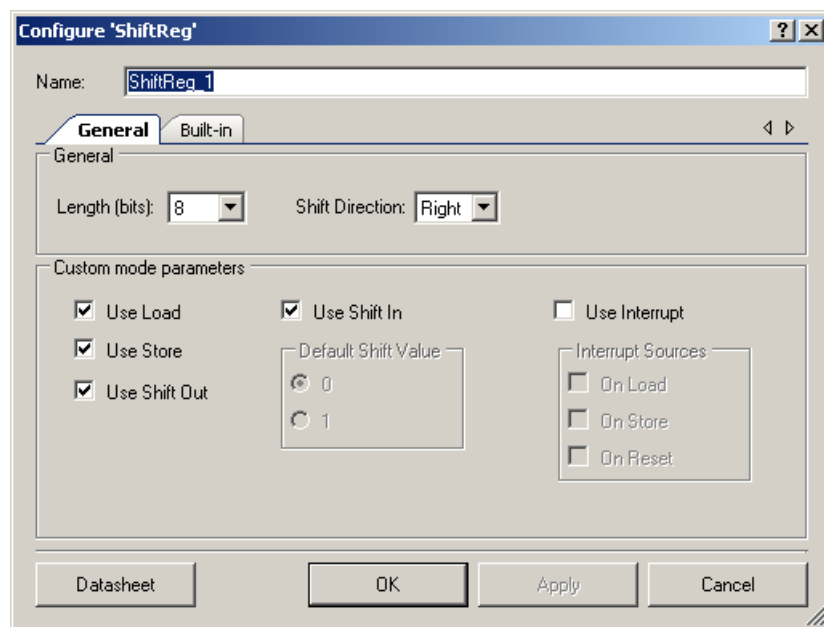 Configure 'ShiftReg'
Name: ShiftReg_1
General Built-in
General
Length (bits): 8 Shift Direction: Right
Custom mode parameters
Use Load Use Shift In Use Interrupt
Use Store Default Shift Value Interrupt Sources
Use Shift Out 0 On Load
1 On Store
On Reset
Datasheet OK Apply Cancel